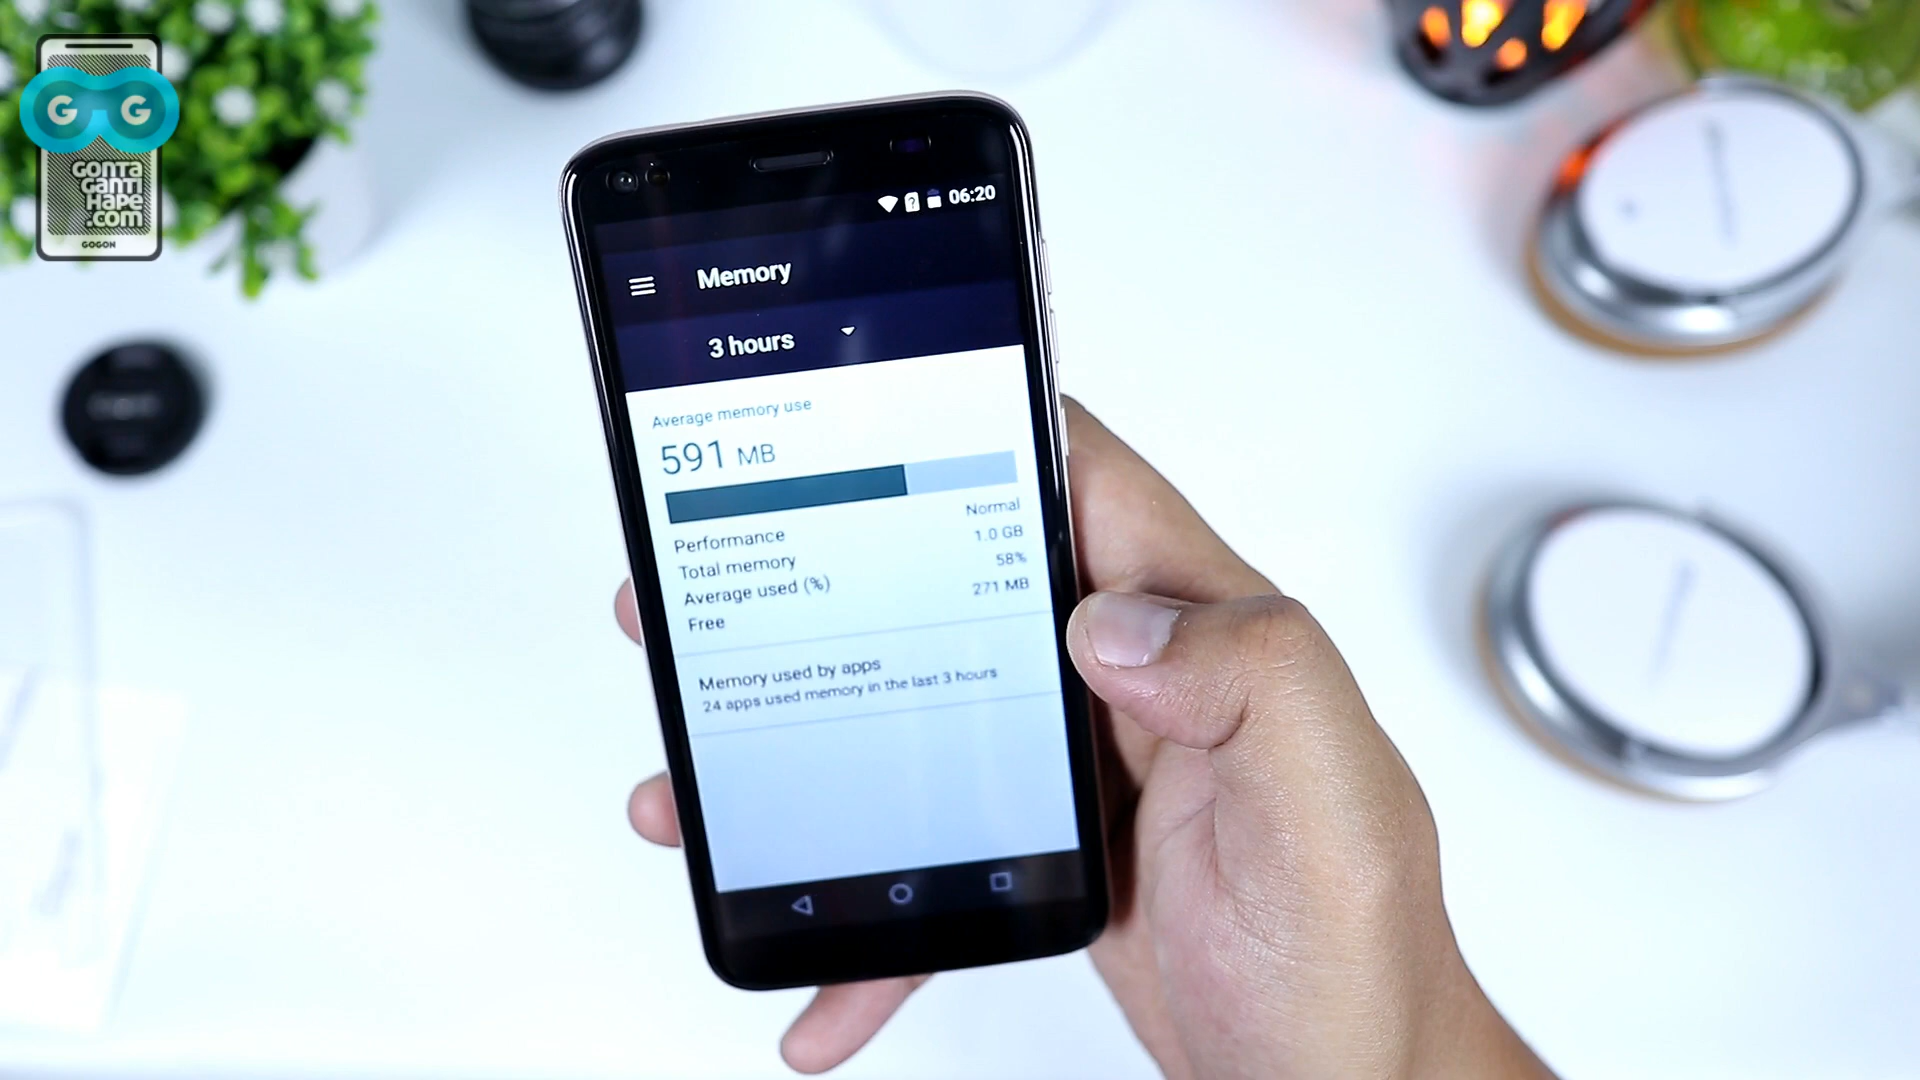 G G
GONTA
GANTI
HAPE
.com
GOGON
06:20
Memory
3 hours
Average memory use
591 MB
Performance Normal
Total memory 1.0 GB
Average used (%) 58%
Free 271 MB
Memory used by apps
24 apps used memory in the last 3 hours